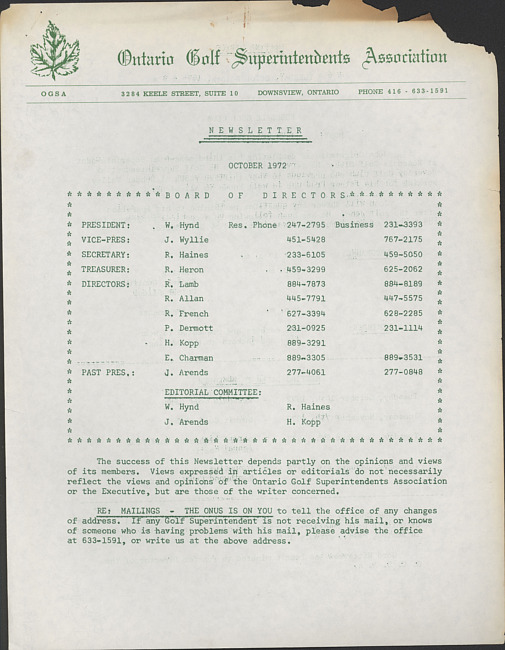 Ontario Golf Superintendents Association
OGSA 3284 KEELE STREET, SUITE 10 DOWNSVIEW, ONTARIO PHONE 416 - 633-1591
NEWSLETTER
OCTOBER 1972
* * * * * * * * * * * BOARD OF DIRECTORS * * * * * * * * * * *
PRESIDENT: W. Hynd Res. Phone 247-2795 Business 231-3393
VICE-PRES: J. Wyllie 451-5428 767-2175
SECRETARY: R. Haines 233-6105 459-5050
TREASURER: R. Heron 459-3299 625-2062
DIRECTORS: R. Lamb 884-7873 884-8189
R. Allan 445-7791 447-5575
R. French 627-3394 628-2285
P. Dermott 231-0925 231-1114
H. Kopp 889-3291
E. Charman 889-3305 889-3531
PAST PRES.: J. Arends 277-4061 277-0848
EDITORIAL COMMITTEE:
W. Hynd R. Haines
J. Arends H. Kopp
The success of this Newsletter depends partly on the opinions and views
of its members. Views expressed in articles or editorials do not necessarily
reflect the views and opinions of the Ontario Golf Superintendents Association
or the Executive, but are those of the writer concerned.
RE: MAILINGS - THE ONUS IS ON YOU to tell the office of any changes
of address. If any Golf Superintendent is not receiving his mail, or knows
of someone who is having problems with his mail, please advise the office
at 633-1591, or write us at the above address.